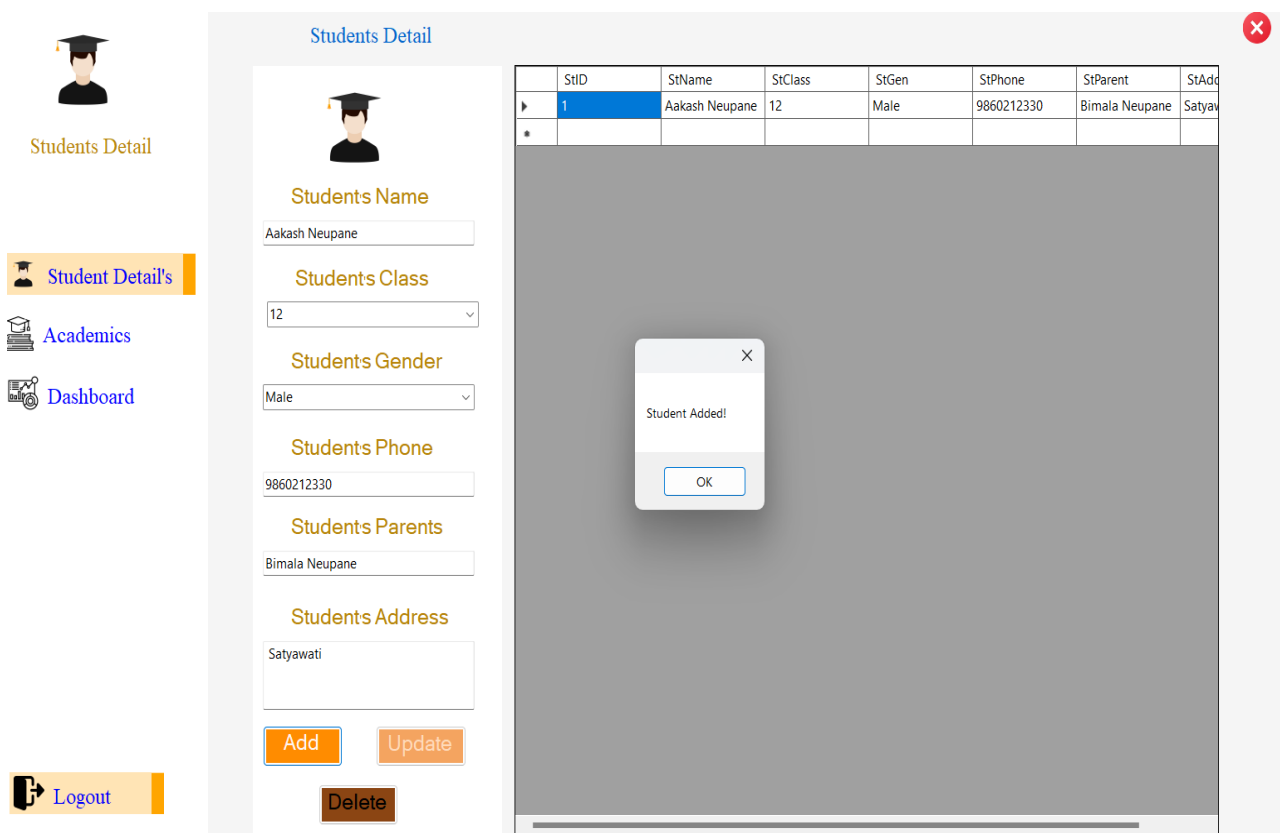 Students Detail
Student Detail's
Academics
Dashboard
Logout
Students Detail
Student's Name
Aakash Neupane
Student's Class
12
Student's Gender
Male
Student's Phone
9860212330
Student's Parents
Bimala Neupane
Student's Address
Satyawati
Add Update
Delete
StID StName StClass StGen StPhone StParent StAdd
1 Aakash Neupane 12 Male 9860212330 Bimala Neupane Satyaw
Student Added!
OK